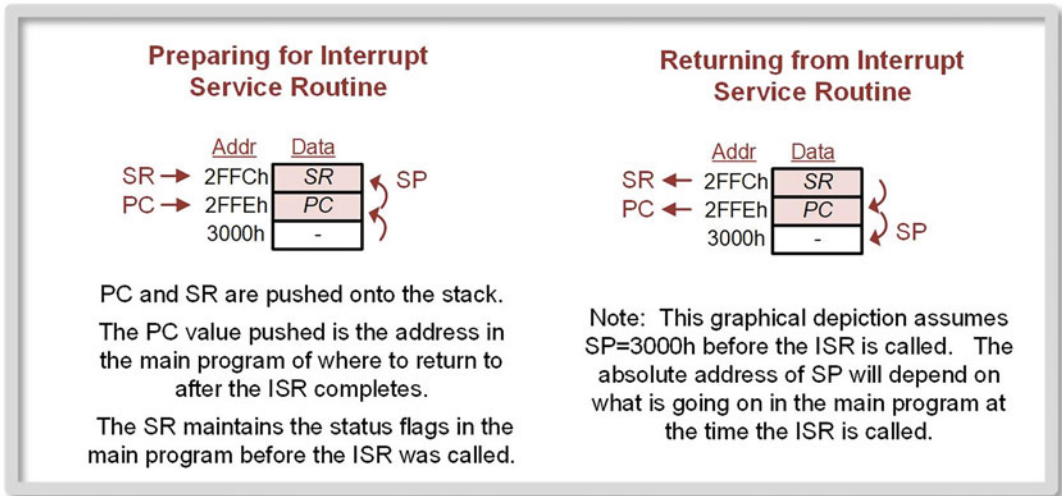 Preparing for Interrupt
Service Routine
Addr Data
SR 2FFCh SR SP
PC 2FFEh PC
3000h -
PC and SR are pushed onto the stack.
The PC value pushed is the address in
the main program of where to return to
after the ISR completes.
The SR maintains the status flags in the
main program before the ISR was called.
Returning from Interrupt
Service Routine
Addr Data
SR 2FFCh SR
PC 2FFEh PC
3000h - SP
Note: This graphical depiction assumes
SP=3000h before the ISR is called. The
absolute address of SP will depend on
what is going on in the main program at
the time the ISR is called.